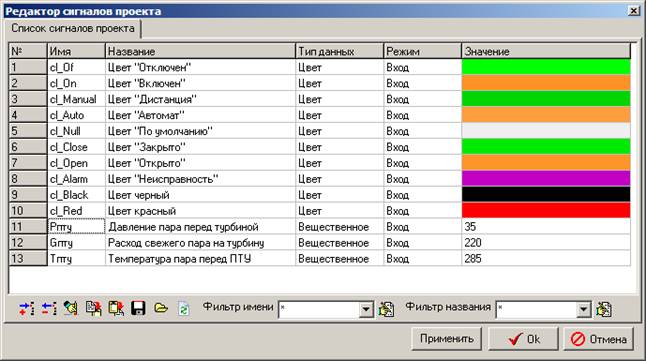 Редактор сигналов проекта
Список сигналов проекта
№ Имя Название Тип данных Режим Значение
1 cl_Of Цвет "Отключен" Цвет Вход
2 cl_On Цвет "Включен" Цвет Вход
3 cl_Manual Цвет "Дистанция" Цвет Вход
4 cl_Auto Цвет "Автомат" Цвет Вход
5 cl_Null Цвет "По умолчанию" Цвет Вход
6 cl_Close Цвет "Закрыто" Цвет Вход
7 cl_Open Цвет "Открыто" Цвет Вход
8 cl_Alarm Цвет "Неисправность" Цвет Вход
9 cl_Black Цвет черный Цвет Вход
10 cl_Red Цвет красный Цвет Вход
11 Рпту Давление пара перед турбиной Вещественное Вход 35
12 Gпту Расход свежего пара на турбину Вещественное Вход 220
13 Тпту Температура пара перед ПТУ Вещественное Вход 285
Фильтр имени * Фильтр названия *
Применить Ok Отмена